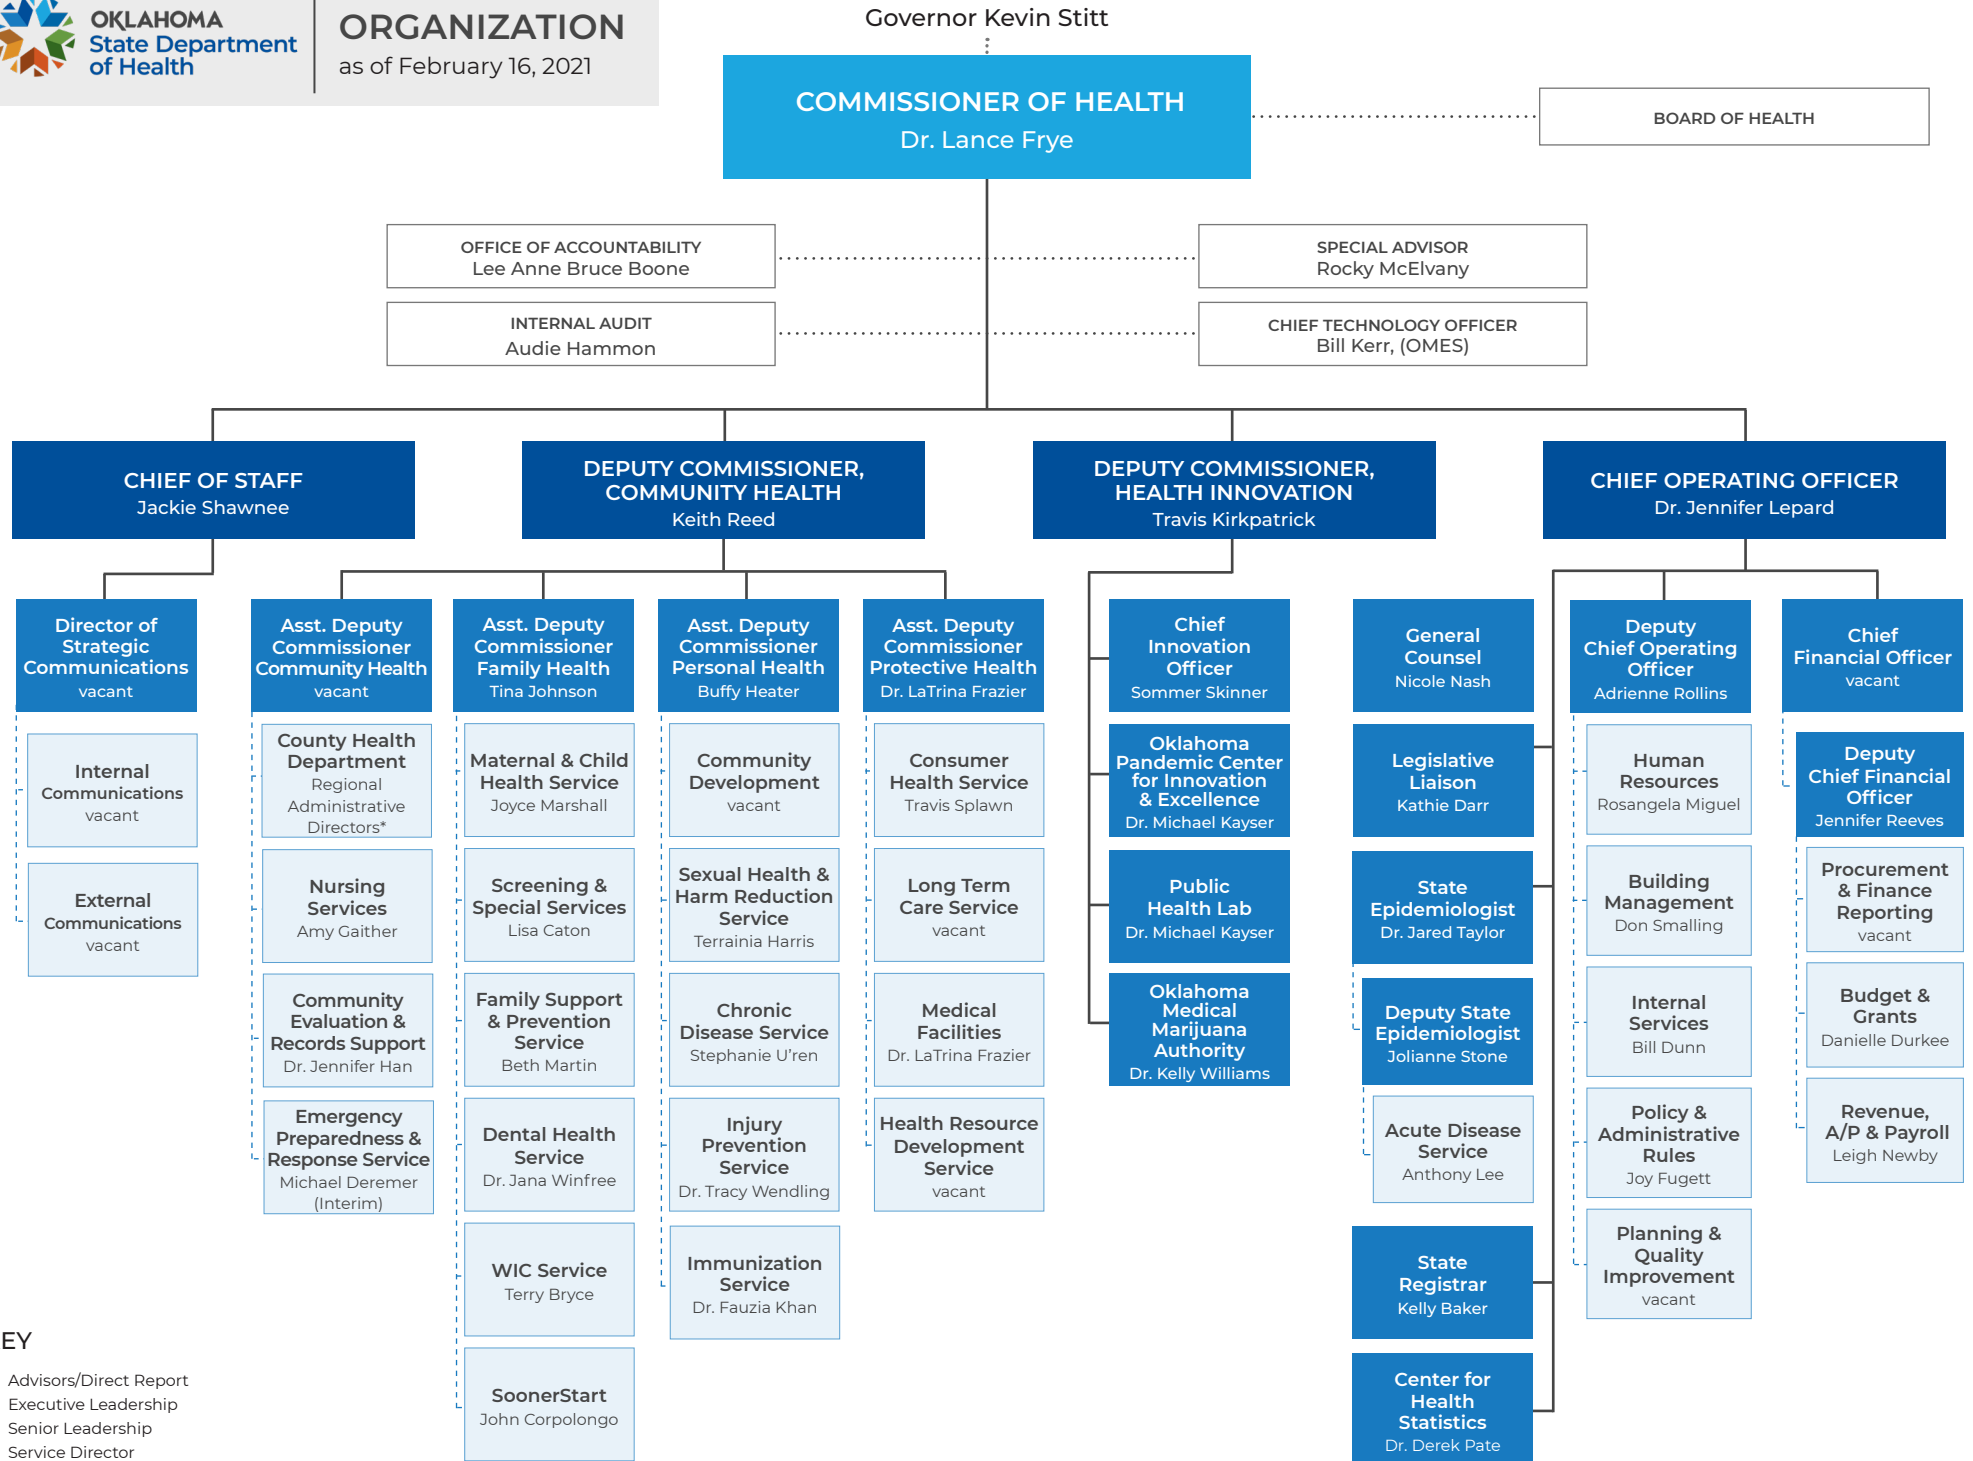 OKLAHOMA
State Department
of Health
ORGANIZATION
as of February 16, 2021
Governor Kevin Stitt
COMMISSIONER OF HEALTH
Dr. Lance Frye
BOARD OF HEALTH
OFFICE OF ACCOUNTABILITY
Lee Anne Bruce Boone
SPECIAL ADVISOR
Rocky McElvany
INTERNAL AUDIT
Audie Hammon
CHIEF TECHNOLOGY OFFICER
Bill Kerr, (OMES)
CHIEF OF STAFF
Jackie Shawnee
DEPUTY COMMISSIONER,
COMMUNITY HEALTH
Keith Reed
DEPUTY COMMISSIONER,
HEALTH INNOVATION
Travis Kirkpatrick
CHIEF OPERATING OFFICER
Dr. Jennifer Lepard
Director of
Strategic
Communications
vacant
Internal
Communications
vacant
External
Communications
vacant
Asst. Deputy
Commissioner
Community Health
vacant
County Health
Department
Regional
Administrative
Directors*
Nursing
Services
Amy Gaither
Community
Evaluation &
Records Support
Dr. Jennifer Han
Emergency
Preparedness &
Response Service
Michael Deremer
(Interim)
Asst. Deputy
Commissioner
Family Health
Tina Johnson
Maternal & Child
Health Service
Joyce Marshall
Screening &
Special Services
Lisa Caton
Family Support
& Prevention
Service
Beth Martin
Dental Health
Service
Dr. Jana Winfree
WIC Service
Terry Bryce
SoonerStart
John Corpolongo
Asst. Deputy
Commissioner
Personal Health
Buffy Heater
Community
Development
vacant
Sexual Health &
Harm Reduction
Service
Terrainia Harris
Chronic
Disease Service
Stephanie U'ren
Injury
Prevention
Service
Dr. Tracy Wendling
Immunization
Service
Dr. Fauzia Khan
Asst. Deputy
Commissioner
Protective Health
Dr. LaTrina Frazier
Consumer
Health Service
Travis Splawn
Long Term
Care Service
vacant
Medical
Facilities
Dr. LaTrina Frazier
Health Resource
Development
Service
vacant
Chief
Innovation
Officer
Sommer Skinner
Oklahoma
Pandemic Center
for Innovation
& Excellence
Dr. Michael Kayser
Public
Health Lab
Dr. Michael Kayser
Oklahoma
Medical
Marijuana
Authority
Dr. Kelly Williams
General
Counsel
Nicole Nash
Legislative
Liaison
Kathie Darr
State
Epidemiologist
Dr. Jared Taylor
Deputy State
Epidemiologist
Jolianne Stone
Acute Disease
Service
Anthony Lee
State
Registrar
Kelly Baker
Center for
Health
Statistics
Dr. Derek Pate
Deputy
Chief Operating
Officer
Adrienne Rollins
Human
Resources
Rosangela Miguel
Building
Management
Don Smalling
Internal
Services
Bill Dunn
Policy &
Administrative
Rules
Joy Fugett
Planning &
Quality
Improvement
vacant
Chief
Financial Officer
vacant
Deputy
Chief Financial
Officer
Jennifer Reeves
Procurement
& Finance
Reporting
vacant
Budget &
Grants
Danielle Durkee
Revenue,
A/P & Payroll
Leigh Newby
EY
Advisors/Direct Report
Executive Leadership
Senior Leadership
Service Director